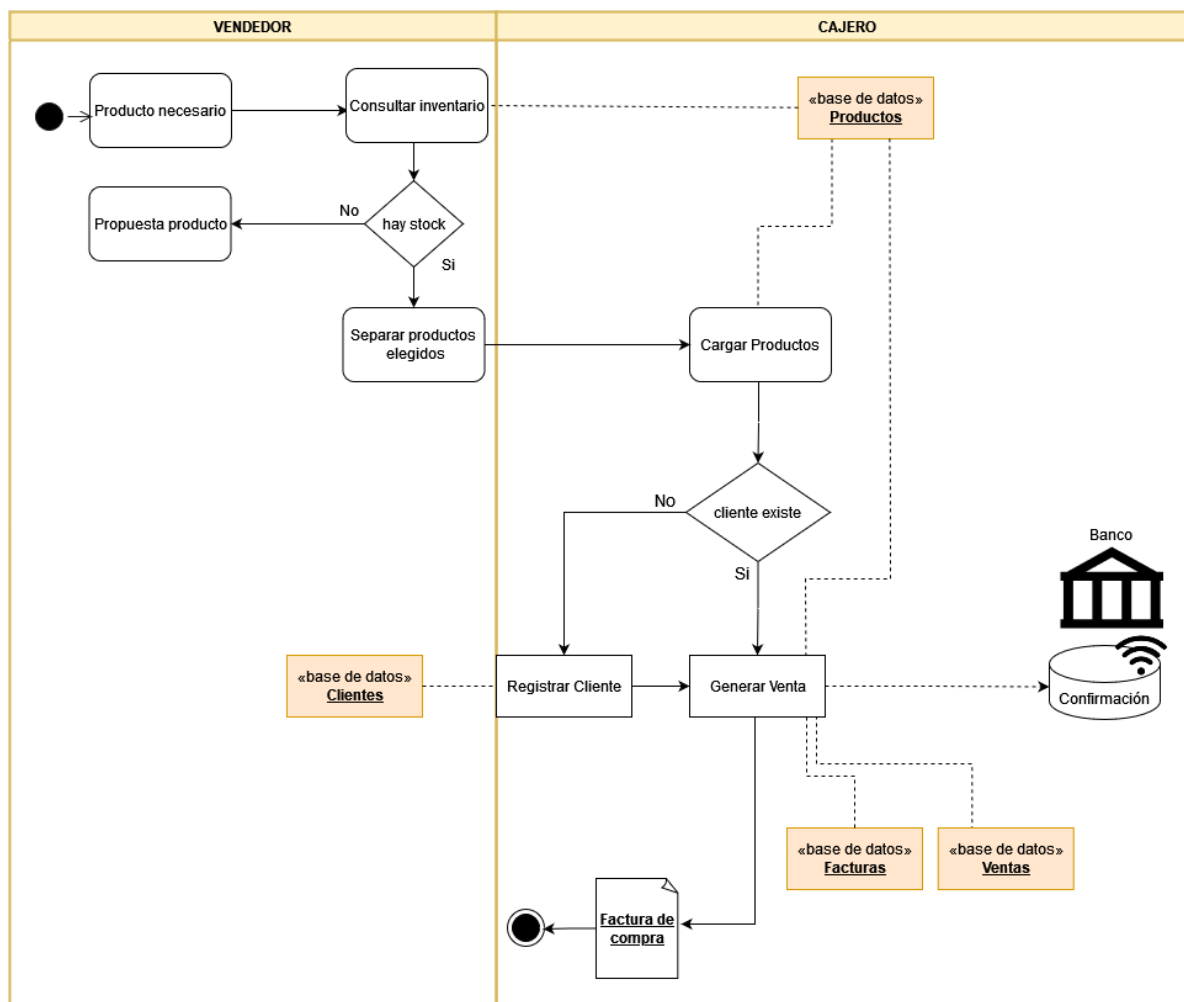 VENDEDOR
CAJERO
Producto necesario
Consultar inventario
«base de datos»
Productos
Propuesta producto
No
hay stock
Si
Separar productos
elegidos
Cargar Productos
No
cliente existe
Si
Banco
«base de datos»
Clientes
Registrar Cliente
Generar Venta
Confirmación
«base de datos»
Facturas
«base de datos»
Ventas
Factura de
compra